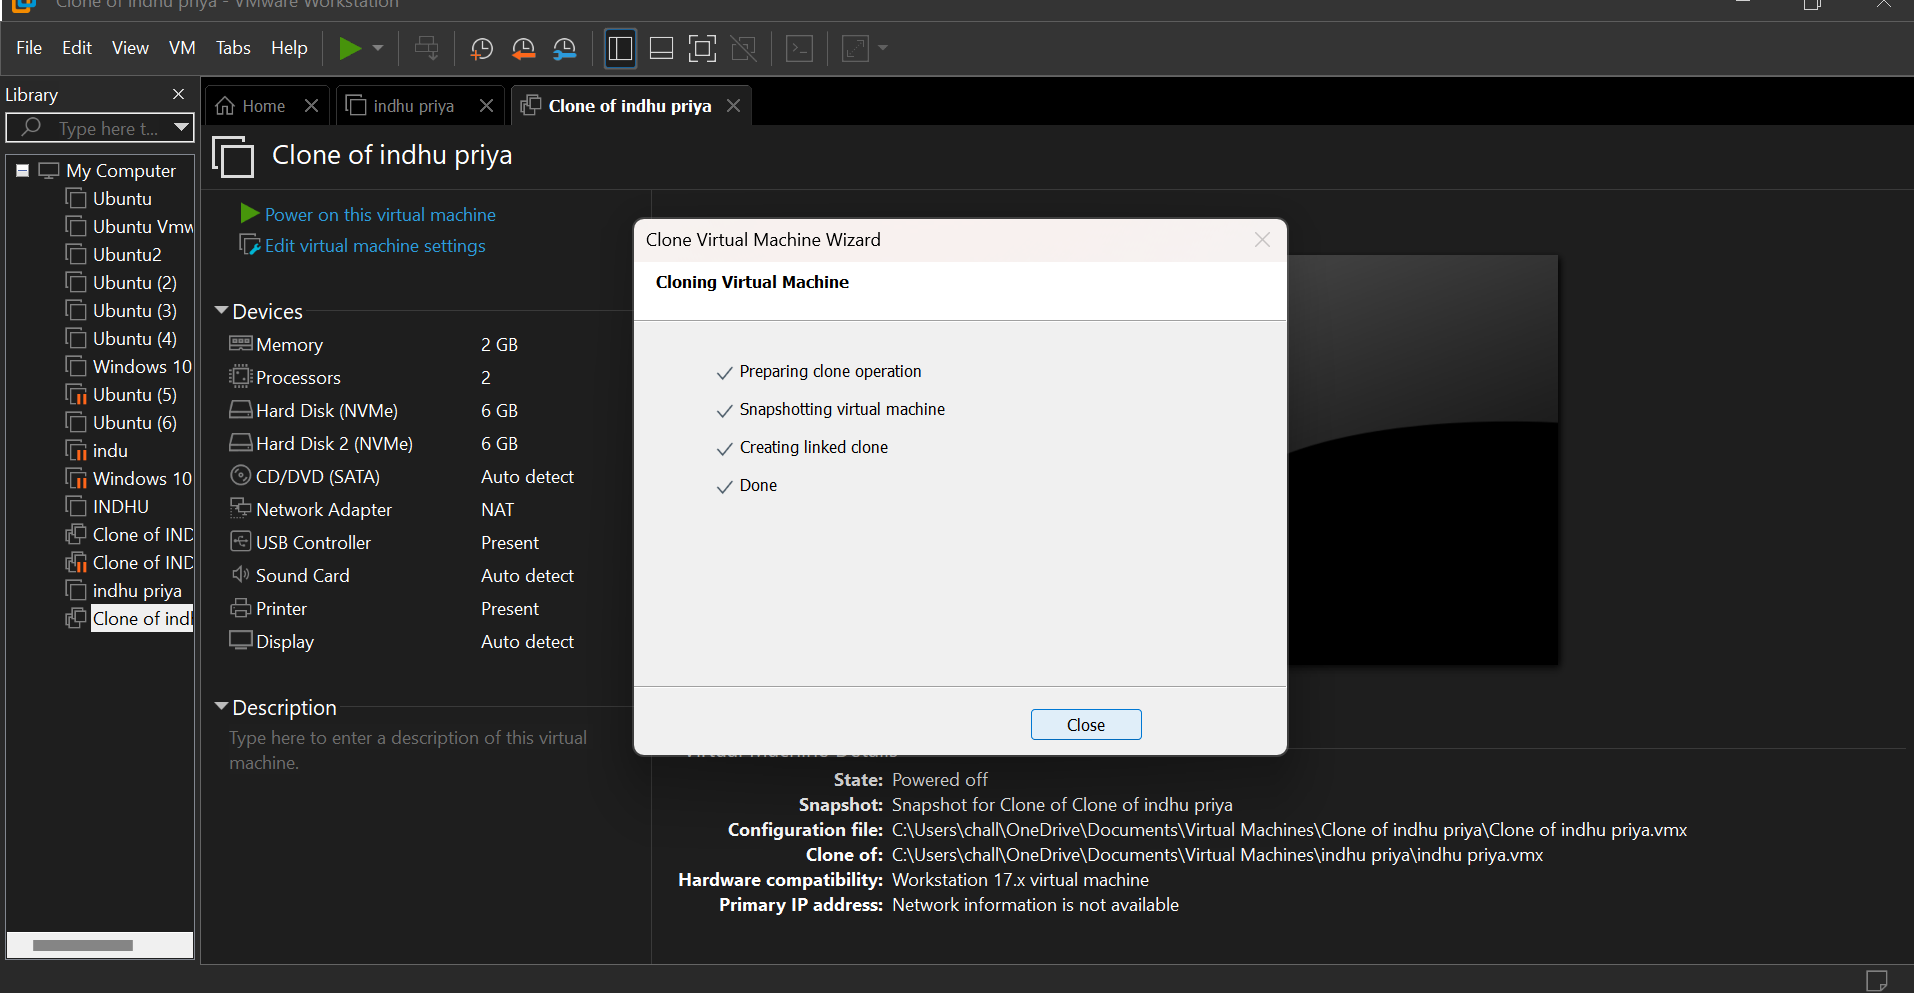 Clone of indhu priya - VMware Workstation
File Edit View VM Tabs Help
Library
Type here t...
My Computer
Ubuntu
Ubuntu Vmw
Ubuntu2
Ubuntu (2)
Ubuntu (3)
Ubuntu (4)
Windows 10
Ubuntu (5)
Ubuntu (6)
indu
Windows 10
INDHU
Clone of IND
Clone of IND
indhu priya
Clone of indh
Home
indhu priya
Clone of indhu priya
Clone of indhu priya
Power on this virtual machine
Edit virtual machine settings
Devices
Memory 2 GB
Processors 2
Hard Disk (NVMe) 6 GB
Hard Disk 2 (NVMe) 6 GB
CD/DVD (SATA) Auto detect
Network Adapter NAT
USB Controller Present
Sound Card Auto detect
Printer Present
Display Auto detect
Description
Type here to enter a description of this virtual
machine.
Clone Virtual Machine Wizard
Cloning Virtual Machine
Preparing clone operation
Snapshotting virtual machine
Creating linked clone
Done
Close
Virtual Machine Details
State: Powered off
Snapshot: Snapshot for Clone of Clone of indhu priya
Configuration file: C:\Users\chall\OneDrive\Documents\Virtual Machines\Clone of indhu priya\Clone of indhu priya.vmx
Clone of: C:\Users\chall\OneDrive\Documents\Virtual Machines\indhu priya\indhu priya.vmx
Hardware compatibility: Workstation 17.x virtual machine
Primary IP address: Network information is not available